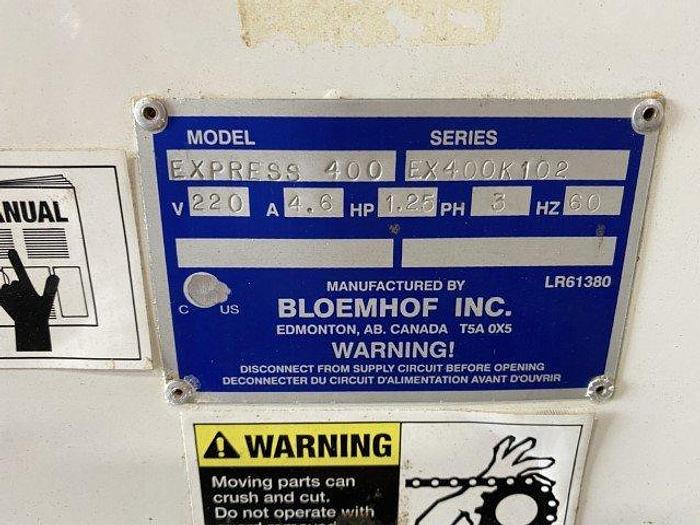 MODEL SERIES
EXPRESS 400 EX400K102
V 220 A 4.6 HP 1.25 PH 3 HZ 60
MANUFACTURED BY LR61380
C US
BLOEMHOF INC.
EDMONTON, AB. CANADA T5A 0X5
WARNING!
DISCONNECT FROM SUPPLY CIRCUIT BEFORE OPENING
DECONNECTER DU CIRCUIT D'ALIMENTATION AVANT D'OUVRIR
WARNING
Moving parts can
crush and cut.
Do not operate with